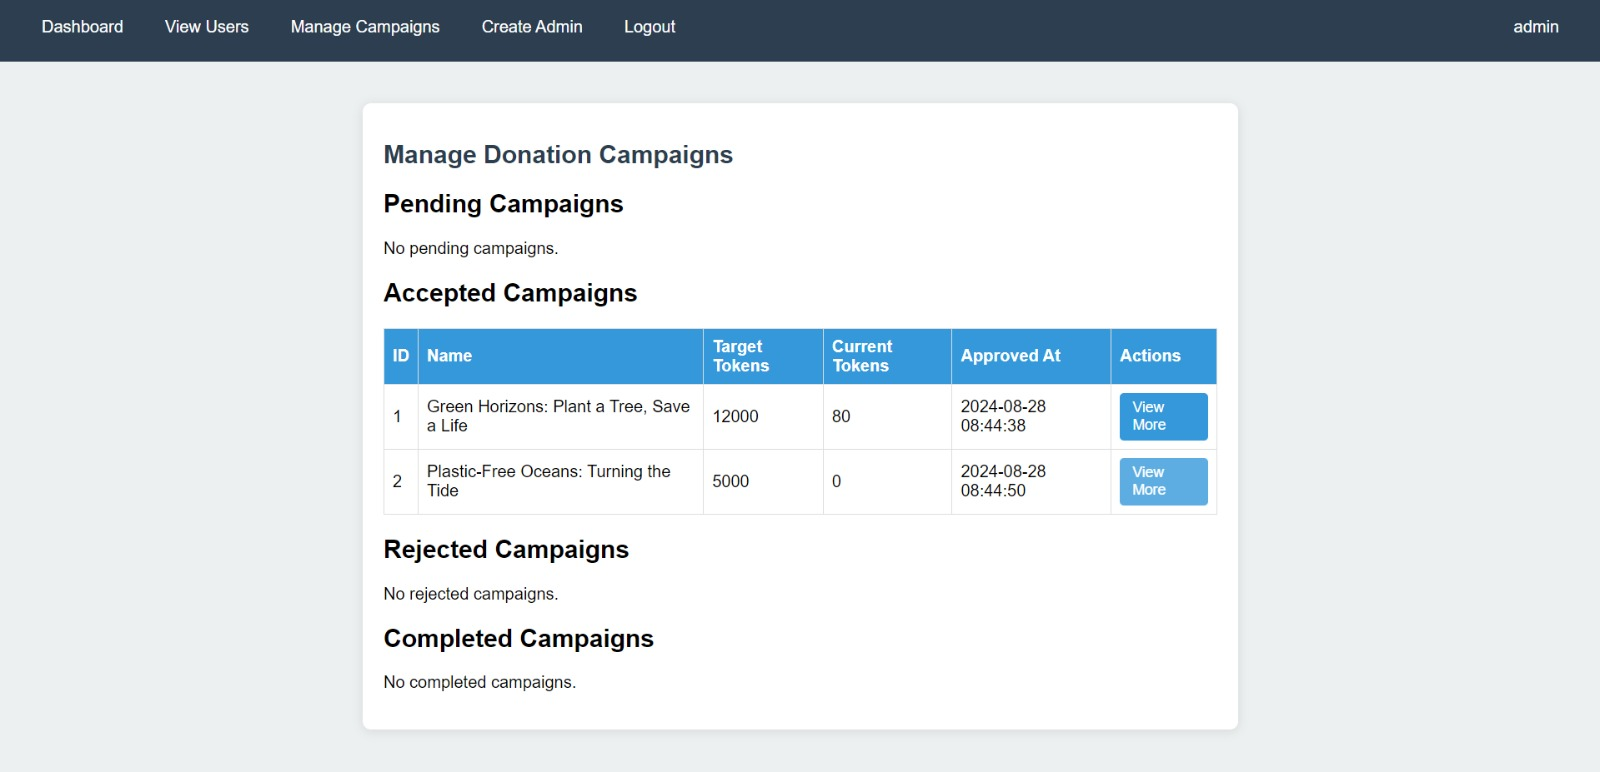 Dashboard View Users Manage Campaigns Create Admin Logout admin
Manage Donation Campaigns
Pending Campaigns
No pending campaigns.
Accepted Campaigns
ID Name Target Tokens Current Tokens Approved At Actions
1 Green Horizons: Plant a Tree, Save a Life 12000 80 2024-08-28 08:44:38 View More
2 Plastic-Free Oceans: Turning the Tide 5000 0 2024-08-28 08:44:50 View More
Rejected Campaigns
No rejected campaigns.
Completed Campaigns
No completed campaigns.